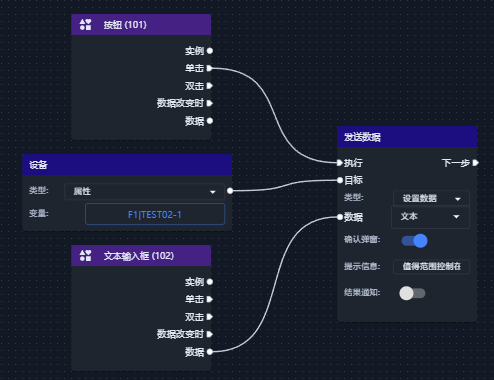 按钮 (101)
实例
单击
双击
数据改变时
数据
设备
类型: 属性
变量: F1|TEST02-1
文本输入框 (102)
实例
单击
双击
数据改变时
数据
发送数据
执行 下一步
目标
类型: 设置数据
数据 文本
确认弹窗:
提示信息: 值得范围控制在
结果通知: